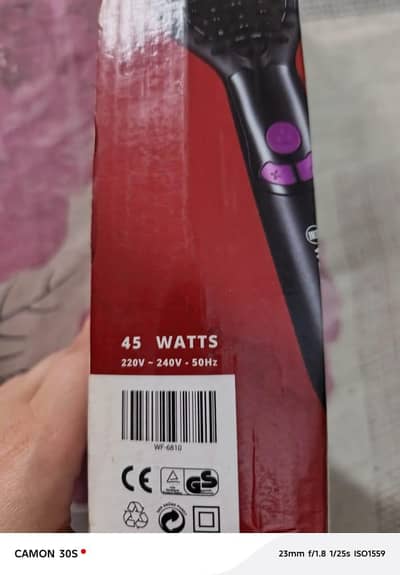 45 WATTS
220V ~ 240V - 50Hz
WF-6810
CE
GS
CAMON 30S
23mm f/1.8 1/25s ISO1559